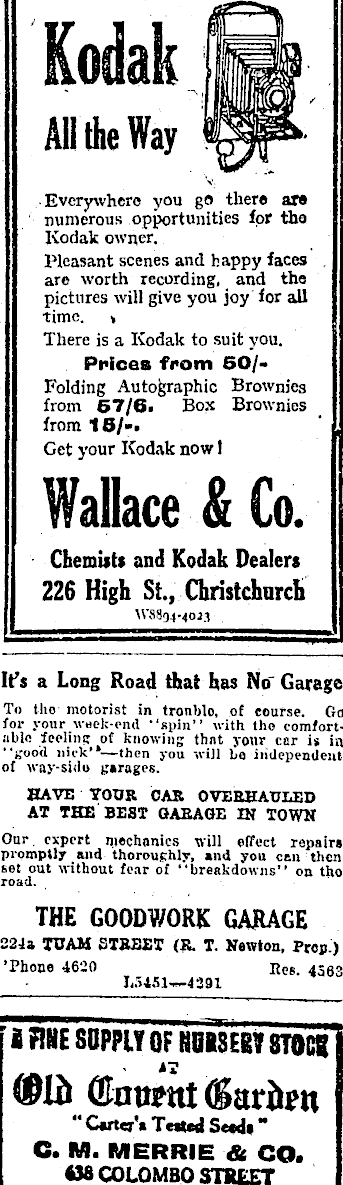 Kodak
All the Way
Everywhere you go there are
numerous opportunities for the
Kodak owner.
Pleasant scenes and happy faces
are worth recording, and the
pictures will give you joy for all
time.
There is a Kodak to suit you.
Prices from 50/-
Folding Autographic Brownies
from 57/6. Box Brownies
from 15/-.
Get your Kodak now!
Wallace & Co.
Chemists and Kodak Dealers
226 High St., Christchurch
W8894-4023
It's a Long Road that has No Garage
To the motorist in trouble, of course. Go
for your week-end "spin" with the comfort-
able feeling of knowing that your car is in
"good nick"—then you will be independent
of way-side garages.
HAVE YOUR CAR OVERHAULED
AT THE BEST GARAGE IN TOWN
Our expert mechanics will effect repairs
promptly and thoroughly, and you can then
set out without fear of "breakdowns" on the
road.
THE GOODWORK GARAGE
224a TUAM STREET (R. T. Newton, Prop.)
'Phone 4620 Res. 4563
L5451—4291
A FINE SUPPLY OF NURSERY STOCK
AT
Old Covent Garden
"Carter's Tested Seeds"
C. M. MERRIE & CO.
638 COLOMBO STREET